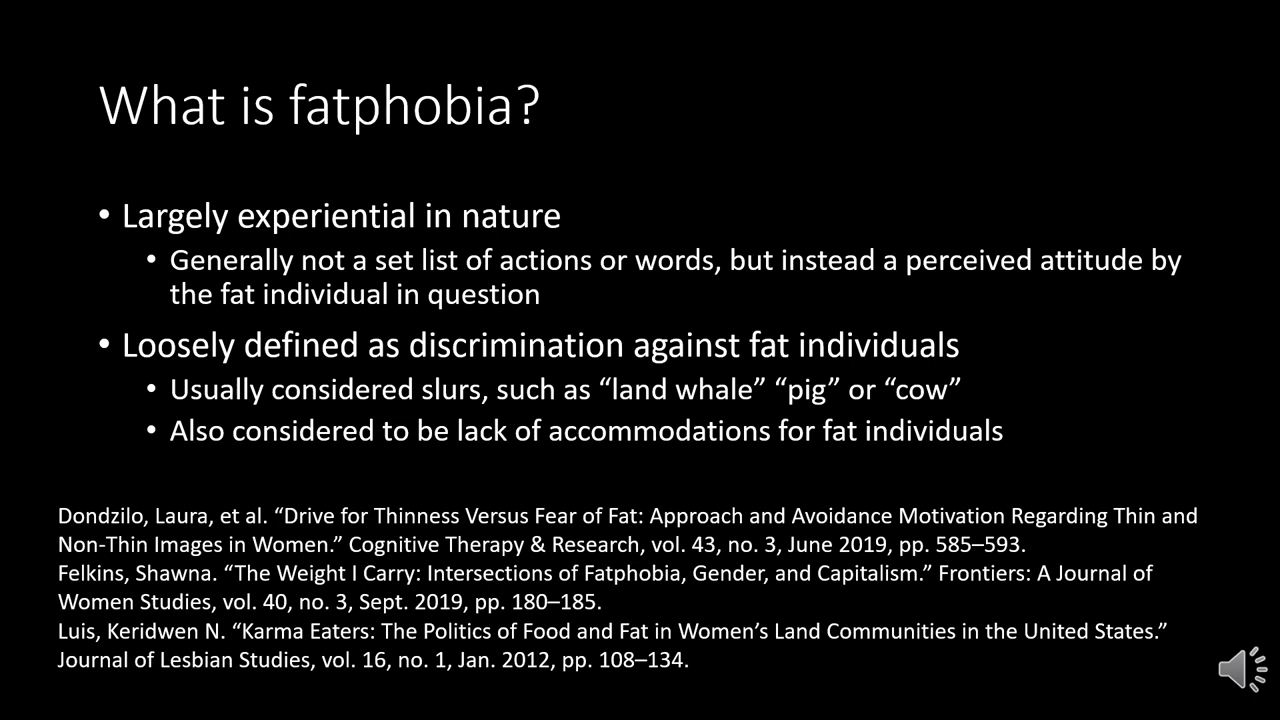 What is fatphobia?
• Largely experiential in nature
• Generally not a set list of actions or words, but instead a perceived attitude by
the fat individual in question
• Loosely defined as discrimination against fat individuals
• Usually considered slurs, such as “land whale” “pig” or “cow”
• Also considered to be lack of accommodations for fat individuals
Dondzilo, Laura, et al. “Drive for Thinness Versus Fear of Fat: Approach and Avoidance Motivation Regarding Thin and
Non-Thin Images in Women.” Cognitive Therapy & Research, vol. 43, no. 3, June 2019, pp. 585–593.
Felkins, Shawna. “The Weight I Carry: Intersections of Fatphobia, Gender, and Capitalism.” Frontiers: A Journal of
Women Studies, vol. 40, no. 3, Sept. 2019, pp. 180–185.
Luis, Keridwen N. “Karma Eaters: The Politics of Food and Fat in Women’s Land Communities in the United States.”
Journal of Lesbian Studies, vol. 16, no. 1, Jan. 2012, pp. 108–134.